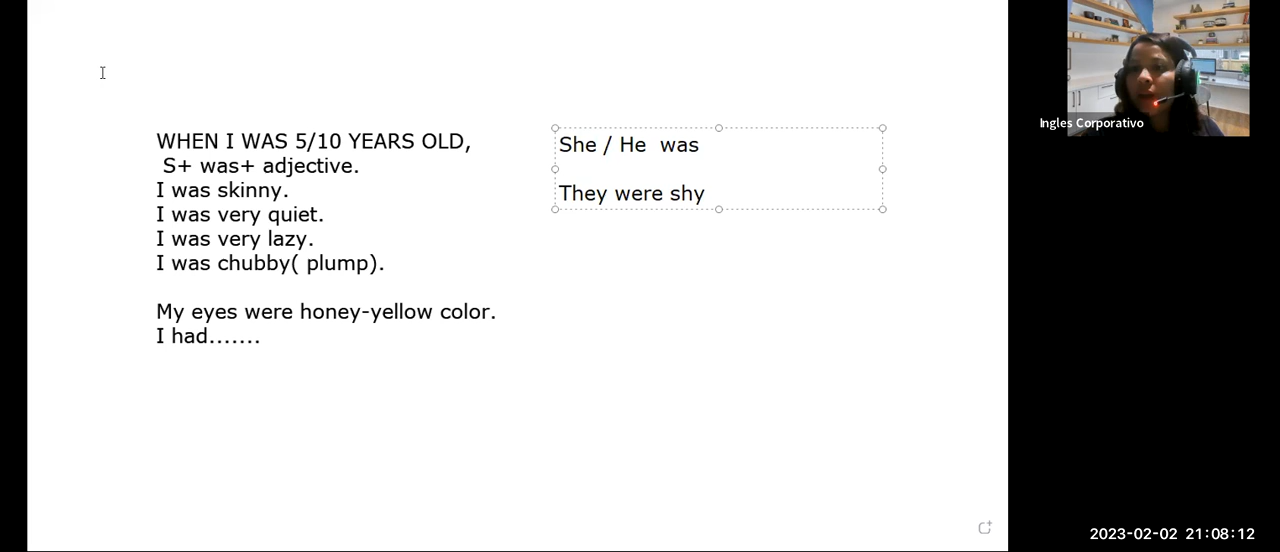 WHEN I WAS 5/10 YEARS OLD,
S+ was+ adjective.
I was skinny.
I was very quiet.
I was very lazy.
I was chubby( plump).
My eyes were honey-yellow color.
I had.......
She / He  was
They were shy
Ingles Corporativo
2023-02-02 21:08:12